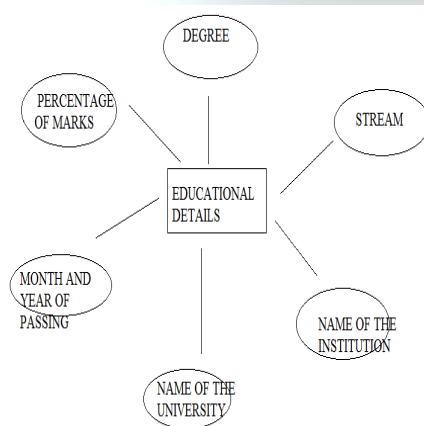 DEGREE
PERCENTAGE
OF MARKS
STREAM
EDUCATIONAL
DETAILS
MONTH AND
YEAR OF
PASSING
NAME OF THE
INSTITUTION
NAME OF THE
UNIVERSITY